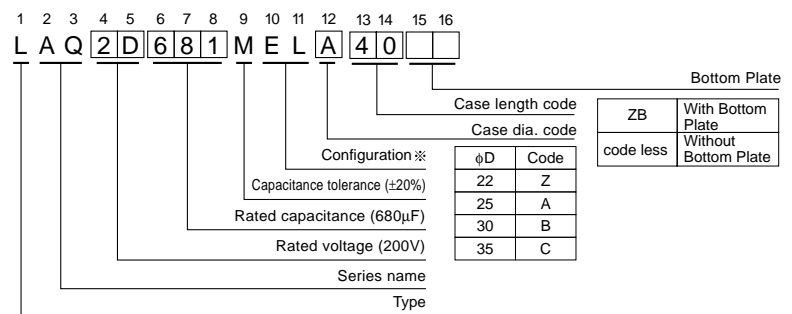 1 2 3 4 5 6 7 8 9 10 11 12 13 14 15 16
L A Q 2 D 6 8 1 M E L A 4 0
Bottom Plate
ZB With Bottom Plate
code less Without Bottom Plate
Case length code
Case dia. code
φD Code
22 Z
25 A
30 B
35 C
Configuration※
Capacitance tolerance (±20%)
Rated capacitance (680μF)
Rated voltage (200V)
Series name
Type